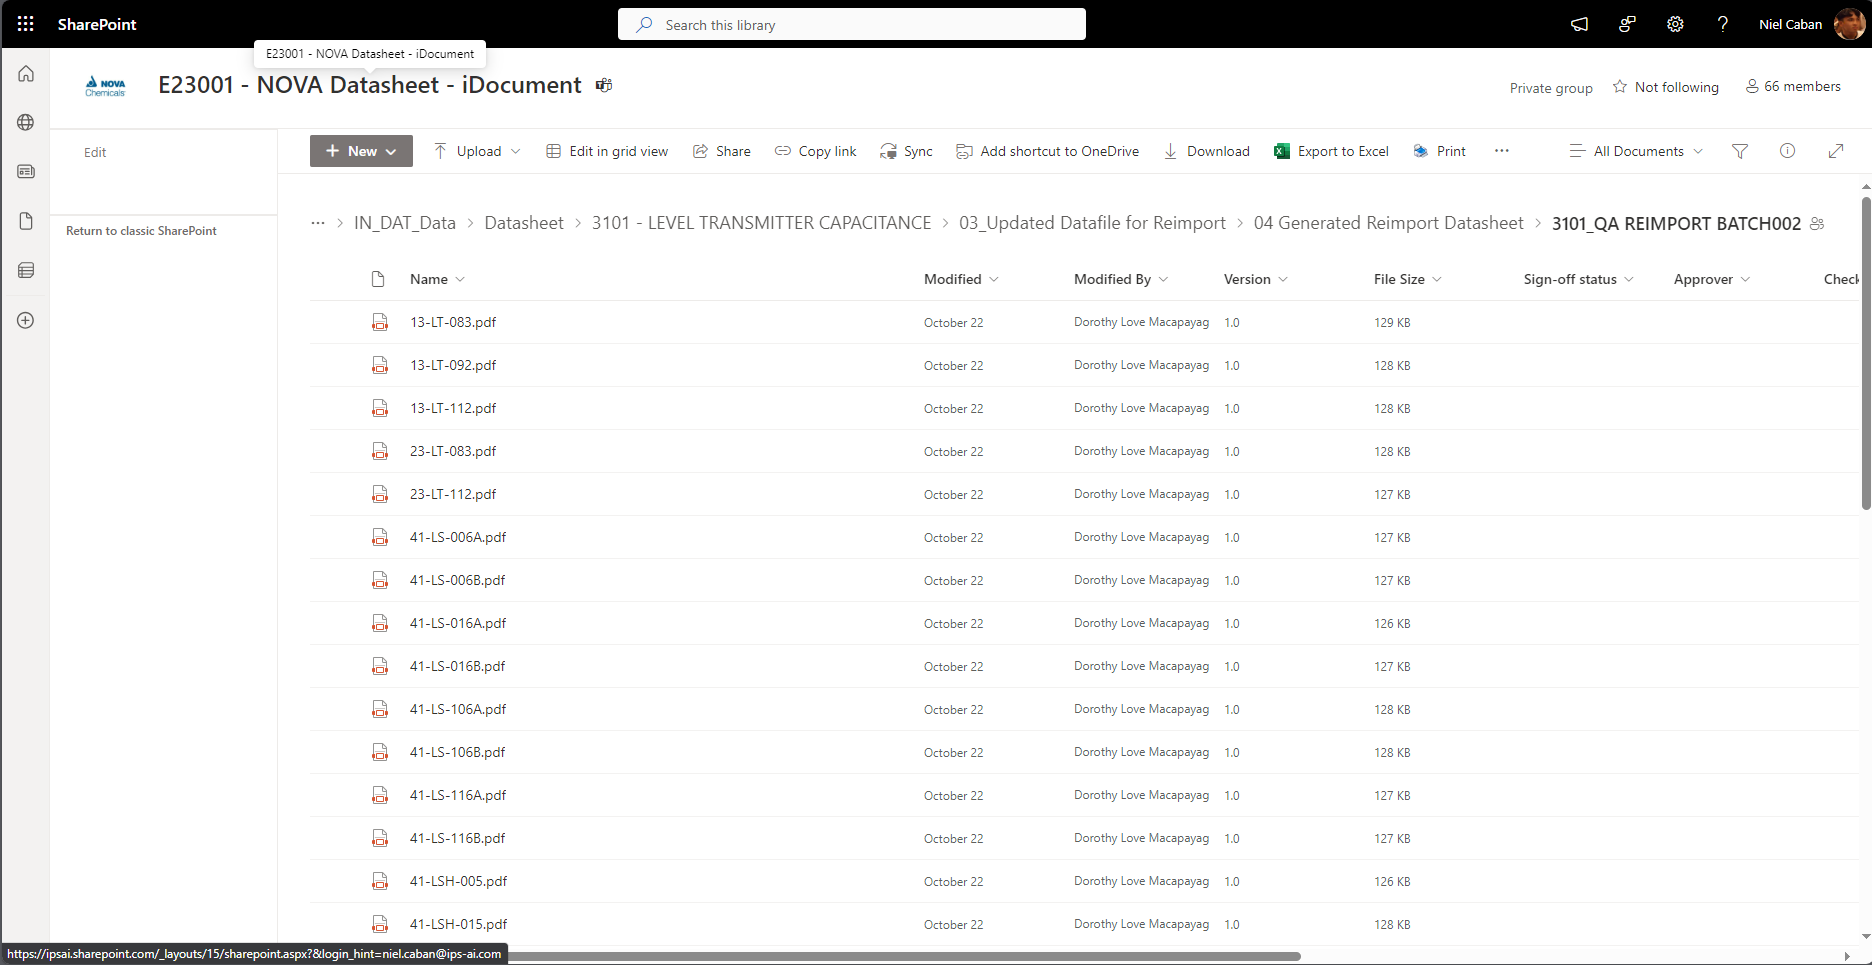 SharePoint
Search this library
Niel Caban
E23001 - NOVA Datasheet - iDocument
NOVA
Chemicals
E23001 - NOVA Datasheet - iDocument
Private group
Not following
66 members
Edit
Return to classic SharePoint
New
Upload
Edit in grid view
Share
Copy link
Sync
Add shortcut to OneDrive
Download
Export to Excel
Print
···
All Documents
··· > IN_DAT_Data > Datasheet > 3101 - LEVEL TRANSMITTER CAPACITANCE > 03_Updated Datafile for Reimport > 04 Generated Reimport Datasheet > 3101_QA REIMPORT BATCH002
Name Modified Modified By Version File Size Sign-off status Approver Check
13-LT-083.pdf October 22 Dorothy Love Macapayag 1.0 129 KB
13-LT-092.pdf October 22 Dorothy Love Macapayag 1.0 128 KB
13-LT-112.pdf October 22 Dorothy Love Macapayag 1.0 128 KB
23-LT-083.pdf October 22 Dorothy Love Macapayag 1.0 128 KB
23-LT-112.pdf October 22 Dorothy Love Macapayag 1.0 127 KB
41-LS-006A.pdf October 22 Dorothy Love Macapayag 1.0 127 KB
41-LS-006B.pdf October 22 Dorothy Love Macapayag 1.0 127 KB
41-LS-016A.pdf October 22 Dorothy Love Macapayag 1.0 126 KB
41-LS-016B.pdf October 22 Dorothy Love Macapayag 1.0 127 KB
41-LS-106A.pdf October 22 Dorothy Love Macapayag 1.0 128 KB
41-LS-106B.pdf October 22 Dorothy Love Macapayag 1.0 128 KB
41-LS-116A.pdf October 22 Dorothy Love Macapayag 1.0 127 KB
41-LS-116B.pdf October 22 Dorothy Love Macapayag 1.0 127 KB
41-LSH-005.pdf October 22 Dorothy Love Macapayag 1.0 126 KB
41-LSH-015.pdf October 22 Dorothy Love Macapayag 1.0 128 KB
https://ipsai.sharepoint.com/_layouts/15/sharepoint.aspx?&login_hint=niel.caban@ips-ai.com